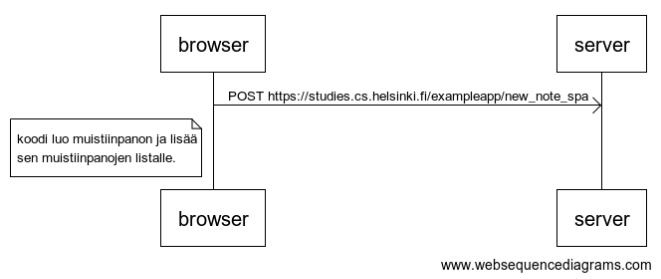 browser
server
POST https://studies.cs.helsinki.fi/exampleapp/new_note_spa
koodi luo muistiinpanon ja lisää
sen muistiinpanojen listalle.
browser
server
www.websequencediagrams.com